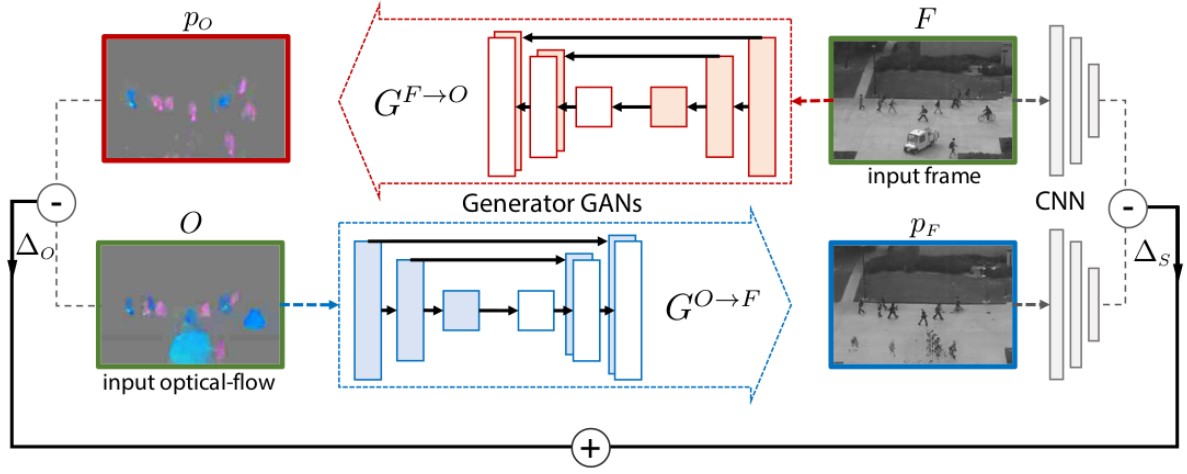 p_O
F
G^{F→O}
input frame
Generator GANs
CNN
-
-
Δ_O
O
p_F
Δ_S
G^{O→F}
input optical-flow
+